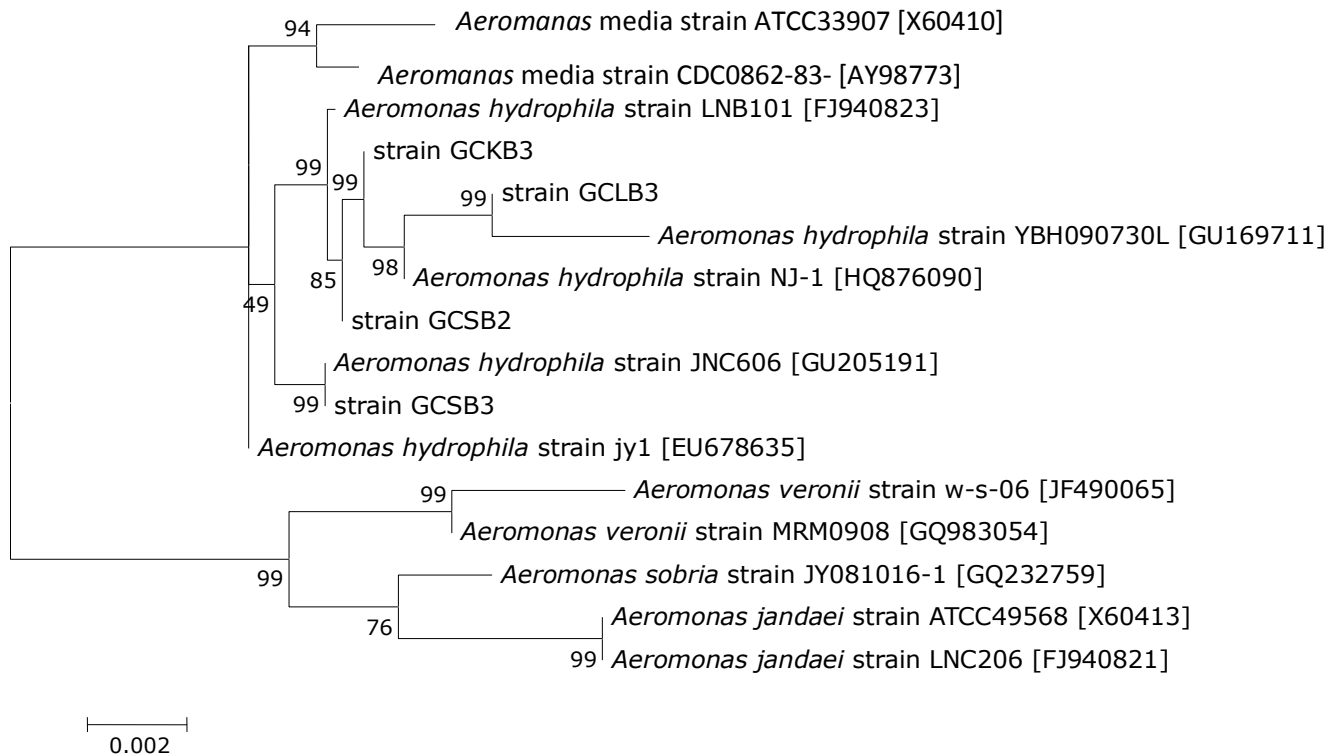 Aeromanas media strain ATCC33907 [X60410]
94
Aeromanas media strain CDC0862-83- [AY98773]
Aeromonas hydrophila strain LNB101 [FJ940823]
strain GCKB3
99
99
strain GCLB3
99
Aeromonas hydrophila strain YBH090730L [GU169711]
98
Aeromonas hydrophila strain NJ-1 [HQ876090]
85
49
strain GCSB2
Aeromonas hydrophila strain JNC606 [GU205191]
99
strain GCSB3
Aeromonas hydrophila strain jy1 [EU678635]
99
Aeromonas veronii strain w-s-06 [JF490065]
Aeromonas veronii strain MRM0908 [GQ983054]
99
Aeromonas sobria strain JY081016-1 [GQ232759]
76
Aeromonas jandaei strain ATCC49568 [X60413]
99
Aeromonas jandaei strain LNC206 [FJ940821]
0.002